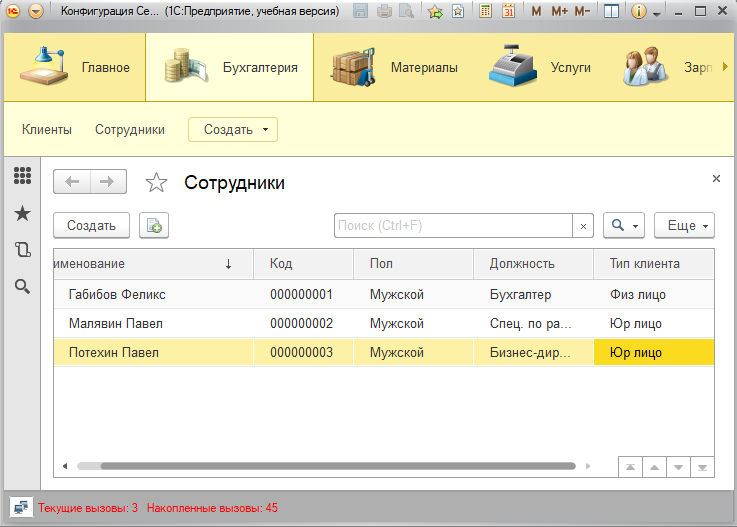 Конфигурация Се... (1С:Предприятие, учебная версия) 31 M M+ M-
Главное Бухгалтерия Материалы Услуги Зарп
Клиенты Сотрудники Создать
Сотрудники
Создать Поиск (Ctrl+F) × Еще
именование Код Пол Должность Тип клиента
Габибов Феликс 000000001 Мужской Бухгалтер Физ лицо
Малявин Павел 000000002 Мужской Спец. по ра... Юр лицо
Потехин Павел 000000003 Мужской Бизнес-дир... Юр лицо
Текущие вызовы: 3 Накопленные вызовы: 45